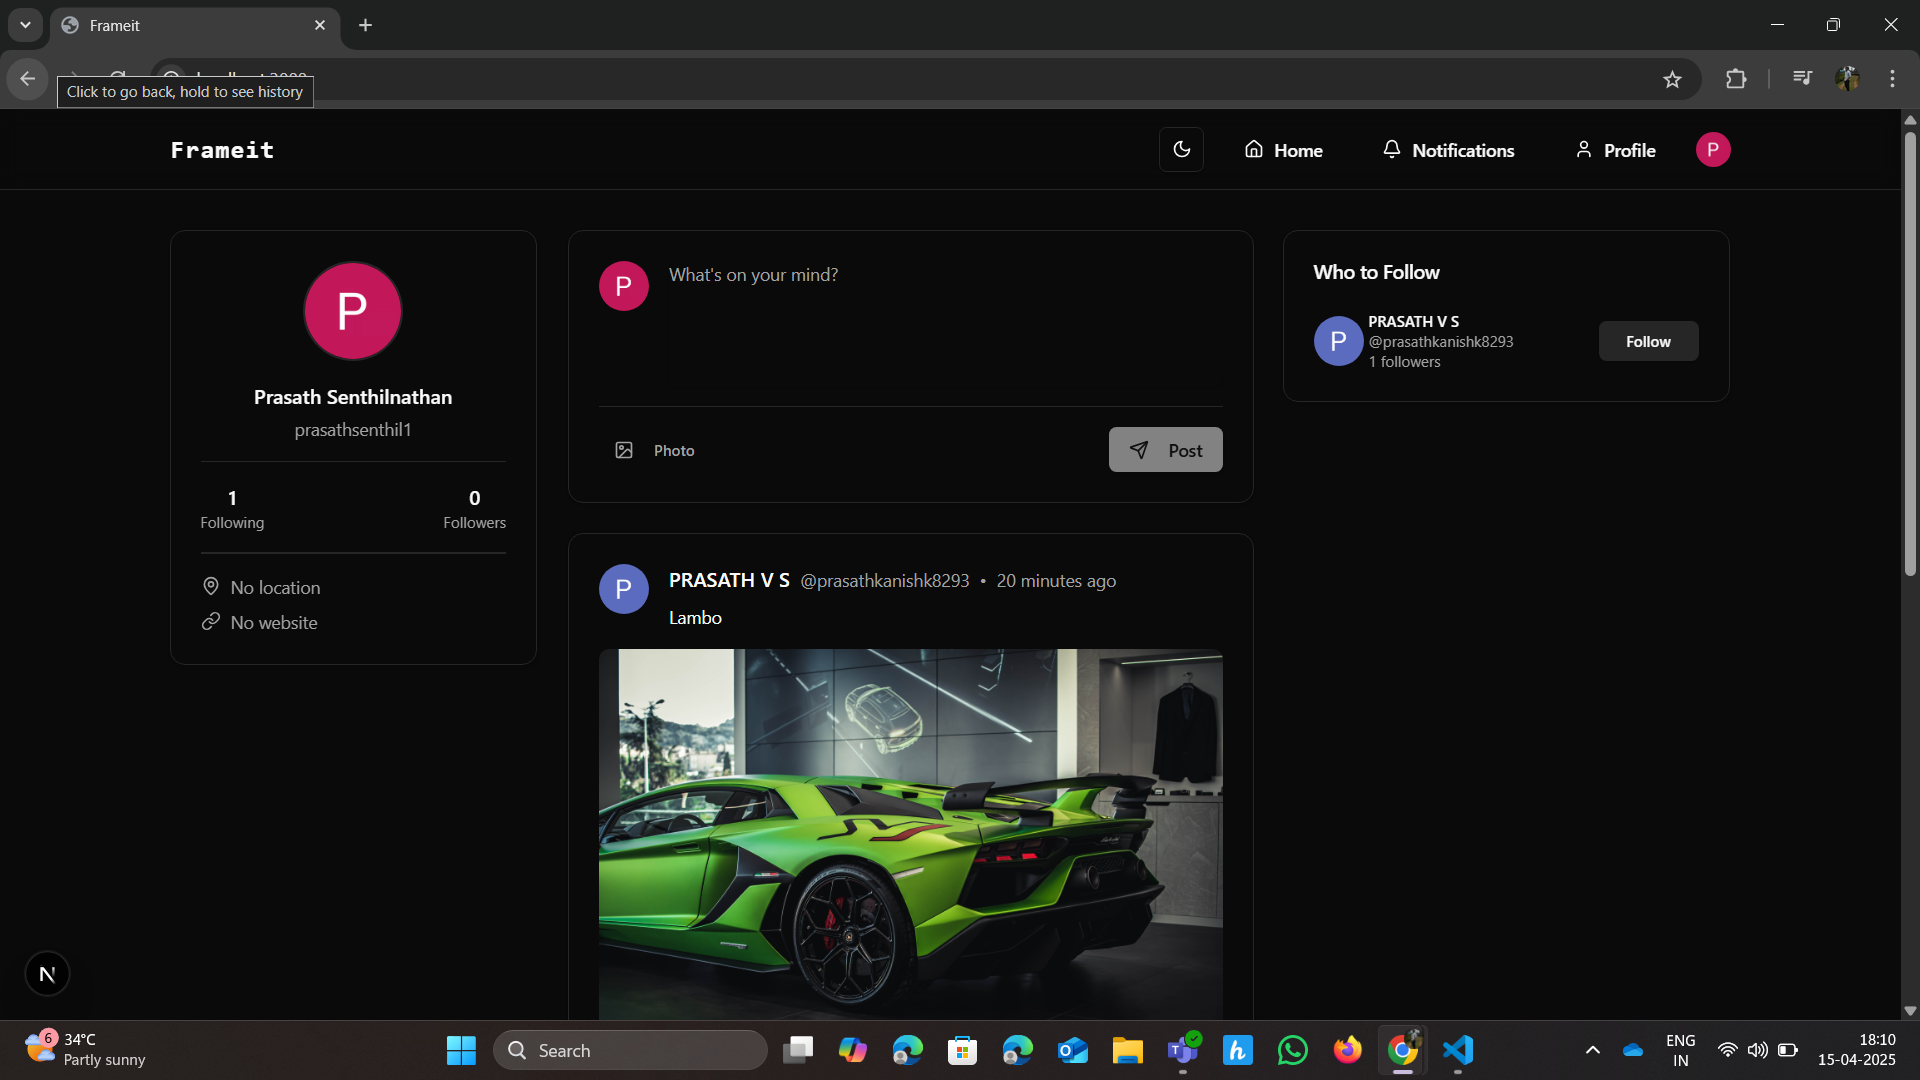 Frameit
Click to go back, hold to see history
Frameit
Home
Notifications
Profile
P
P
Prasath Senthilnathan
prasathsenthil1
1
Following
0
Followers
No location
No website
P
What's on your mind?
Photo
Post
P
PRASATH V S @prasathkanishk8293 • 20 minutes ago
Lambo
Who to Follow
P
PRASATH V S
@prasathkanishk8293
1 followers
Follow
N
6
34°C
Partly sunny
Search
ENG
IN
18:10
15-04-2025